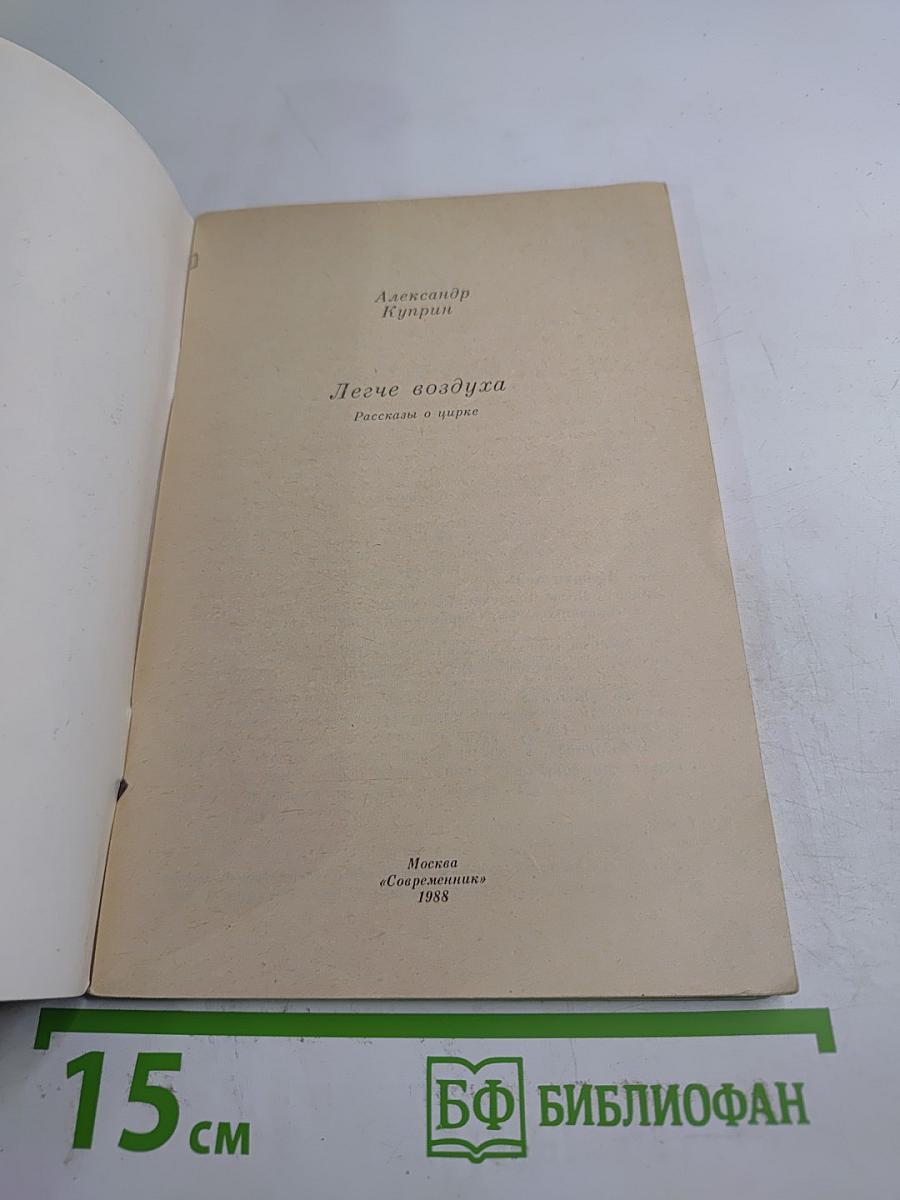 Александр
Куприн
Легче воздуха
Рассказы о цирке
Москва
«Современник»
1988
15 см
БФ БИБЛИОФАН